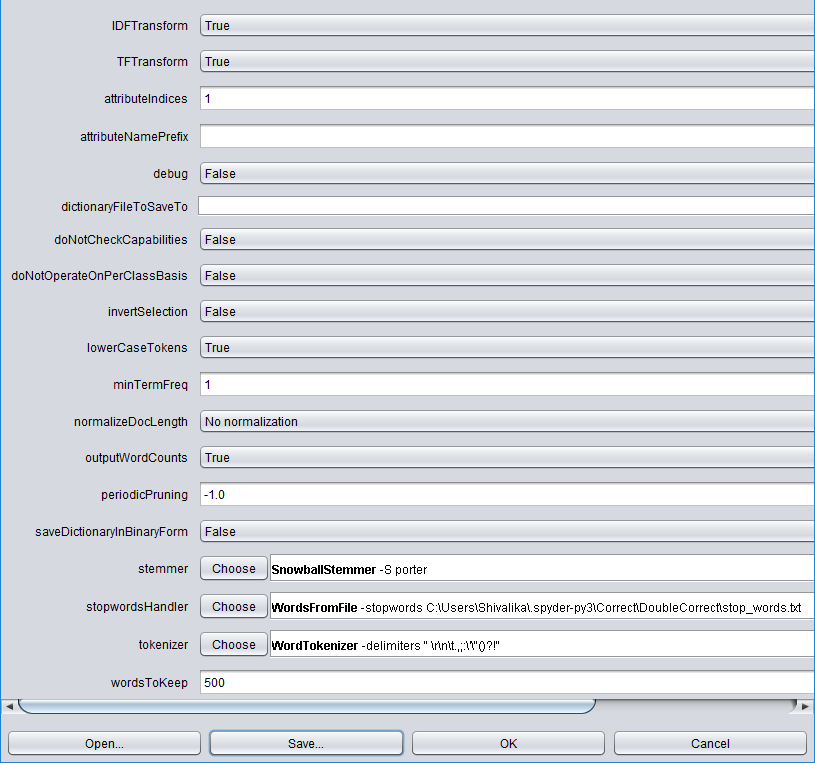 IDFTransform True
TFTransform True
attributeIndices 1
attributeNamePrefix
debug False
dictionaryFileToSaveTo
doNotCheckCapabilities False
doNotOperateOnPerClassBasis False
invertSelection False
lowerCaseTokens True
minTermFreq 1
normalizeDocLength No normalization
outputWordCounts True
periodicPruning -1.0
saveDictionaryInBinaryForm False
stemmer Choose SnowballStemmer -S porter
stopwordsHandler Choose WordsFromFile -stopwords C:\Users\Shivalika\.spyder-py3\Correct\DoubleCorrect\stop_words.txt
tokenizer Choose WordTokenizer -delimiters " \r\n\t.,;:\'\"()?!"
wordsToKeep 500
Open... Save... OK Cancel